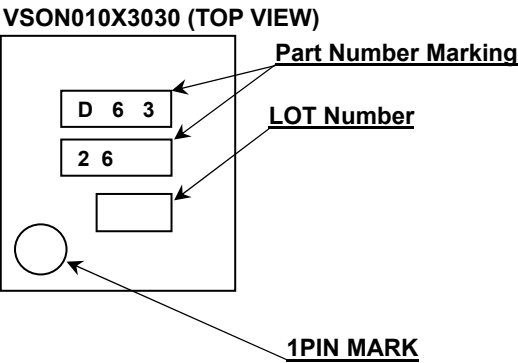 VSON010X3030 (TOP VIEW)
Part Number Marking
D 6 3
LOT Number
2 6
1PIN MARK